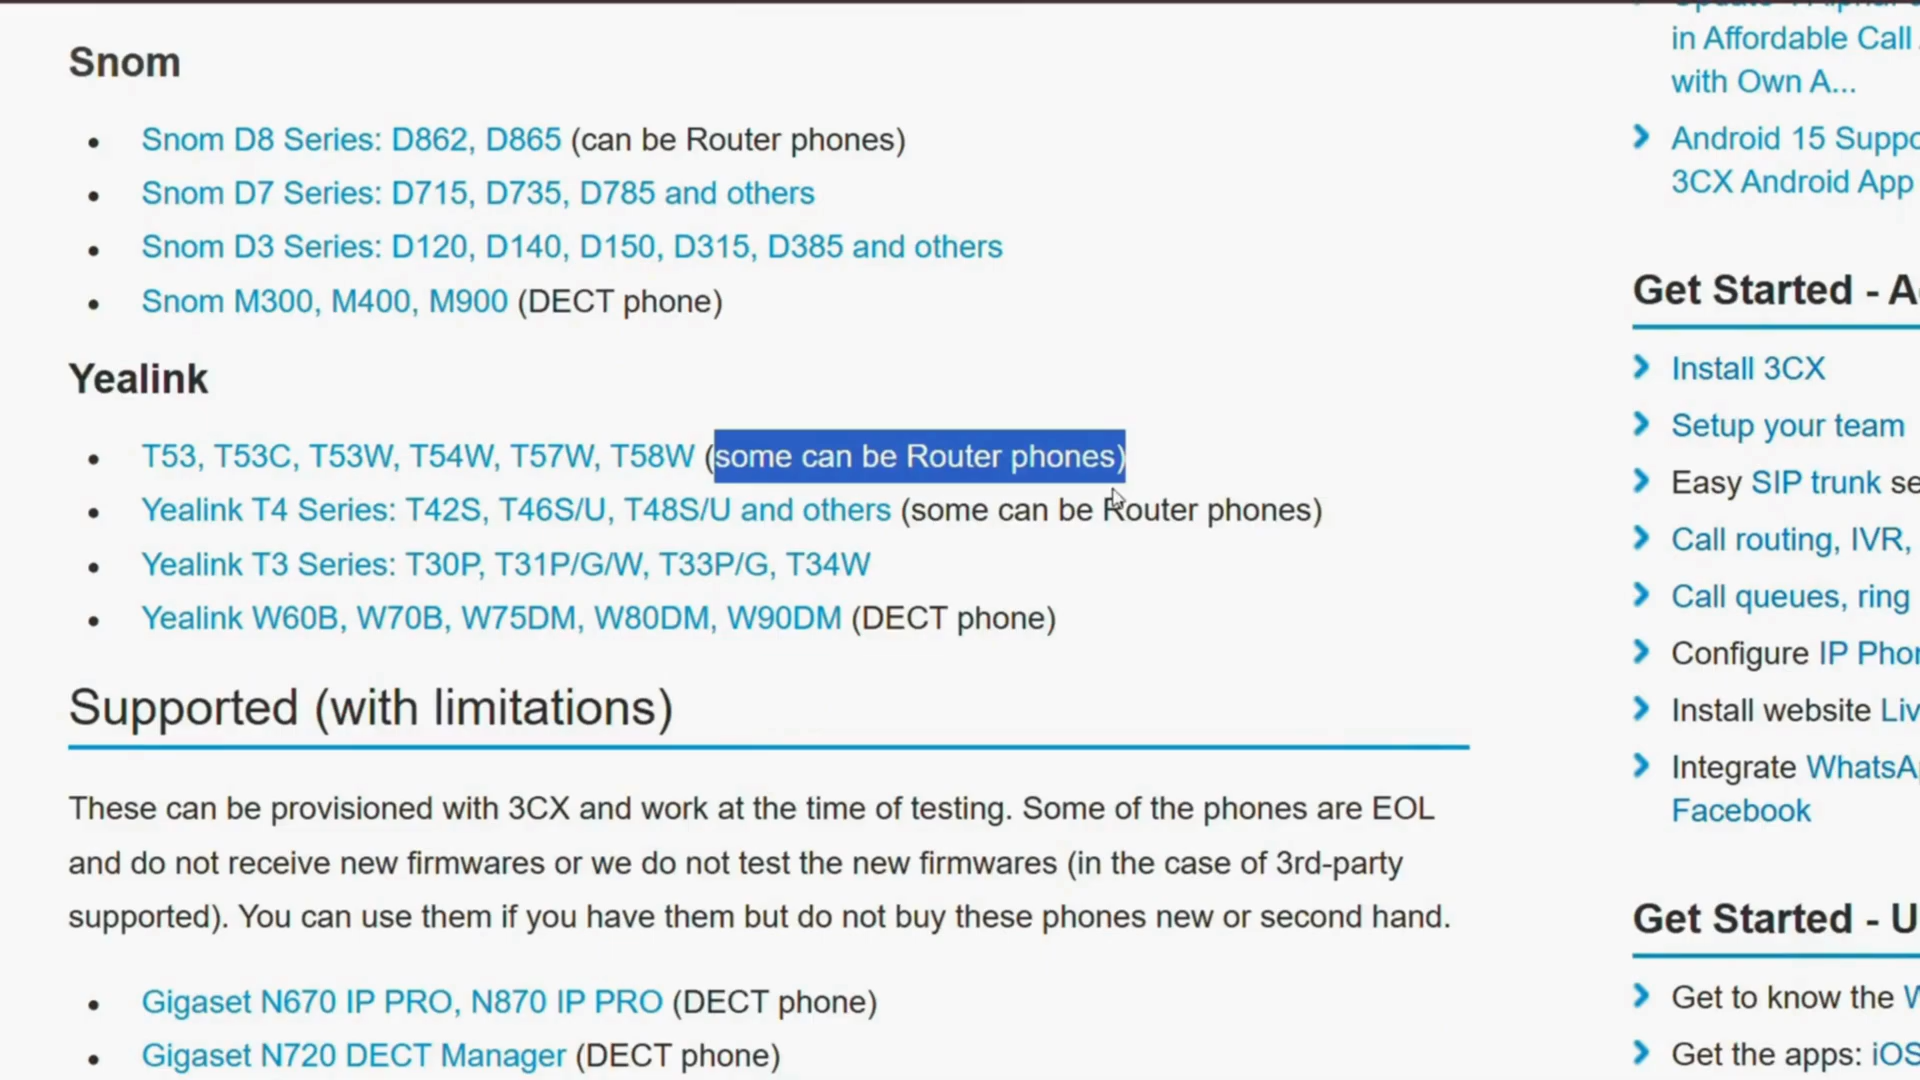 Snom
Snom D8 Series: D862, D865 (can be Router phones)
Snom D7 Series: D715, D735, D785 and others
Snom D3 Series: D120, D140, D150, D315, D385 and others
Snom M300, M400, M900 (DECT phone)
Yealink
T53, T53C, T53W, T54W, T57W, T58W (some can be Router phones)
Yealink T4 Series: T42S, T46S/U, T48S/U and others (some can be Router phones)
Yealink T3 Series: T30P, T31P/G/W, T33P/G, T34W
Yealink W60B, W70B, W75DM, W80DM, W90DM (DECT phone)
Supported (with limitations)
These can be provisioned with 3CX and work at the time of testing. Some of the phones are EOL
and do not receive new firmwares or we do not test the new firmwares (in the case of 3rd-party
supported). You can use them if you have them but do not buy these phones new or second hand.
Gigaset N670 IP PRO, N870 IP PRO (DECT phone)
Gigaset N720 DECT Manager (DECT phone)
in Affordable Call
with Own A...
Android 15 Suppo
3CX Android App
Get Started - A
Install 3CX
Setup your team
Easy SIP trunk se
Call routing, IVR,
Call queues, ring
Configure IP Phon
Install website Liv
Integrate WhatsA
Facebook
Get Started - U
Get to know the W
Get the apps: iOS